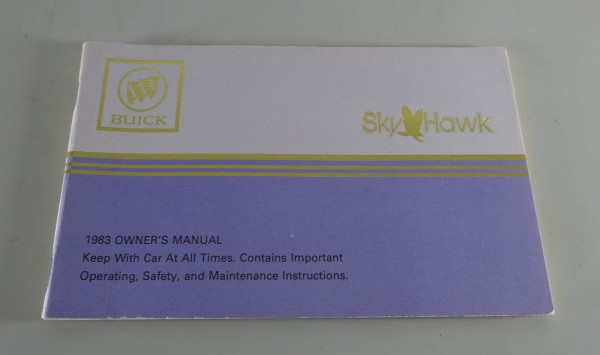 BUICK
SkyHawk
1983 OWNER'S MANUAL
Keep With Car At All Times. Contains Important
Operating, Safety, and Maintenance Instructions.